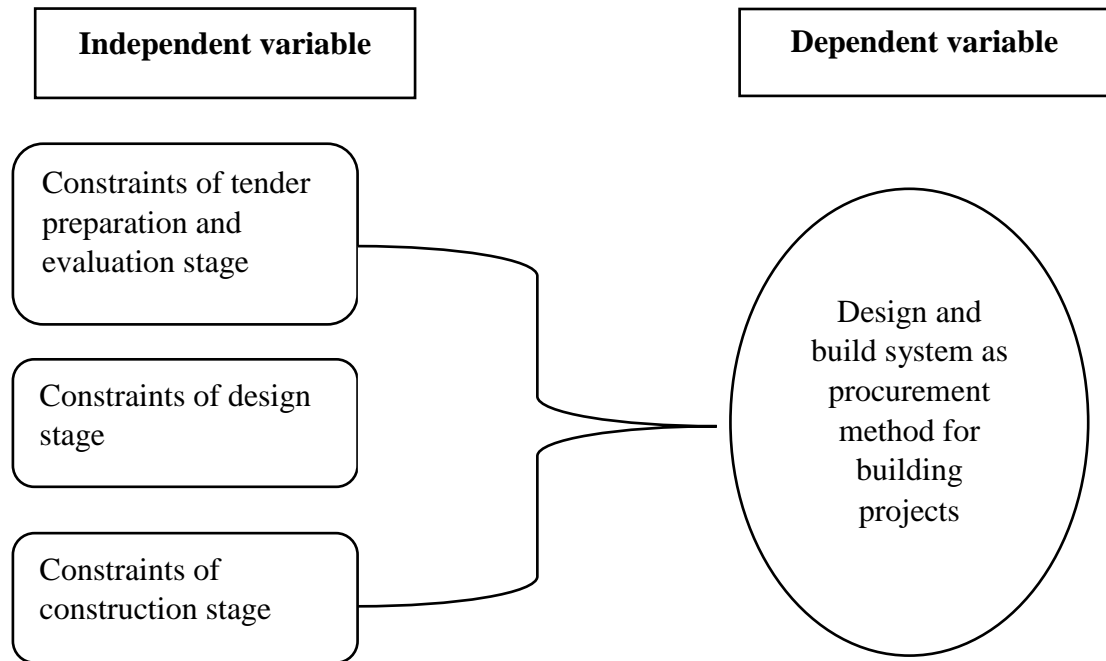 Independent variable
Dependent variable
Constraints of tender
preparation and
evaluation stage
Constraints of design
stage
Constraints of
construction stage
Design and
build system as
procurement
method for
building
projects